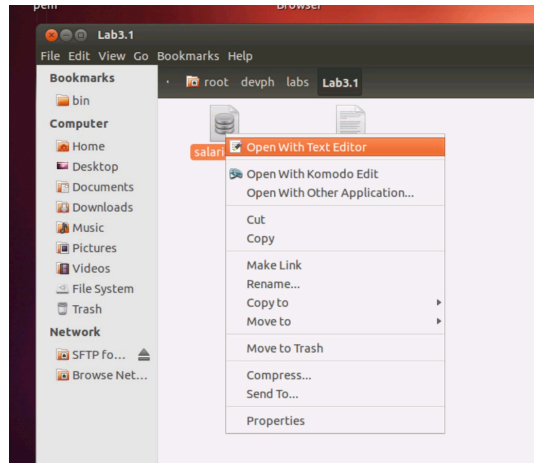 Browser
Lab3.1
File Edit View Go Bookmarks Help
Bookmarks
bin
Computer
Home
Desktop
Documents
Downloads
Music
Pictures
Videos
File System
Trash
Network
SFTP fo...
Browse Net...
root devph labs Lab3.1
Open With Text Editor
Open With Komodo Edit
Open With Other Application...
Cut
Copy
Make Link
Rename...
Copy to
Move to
Move to Trash
Compress...
Send To...
Properties